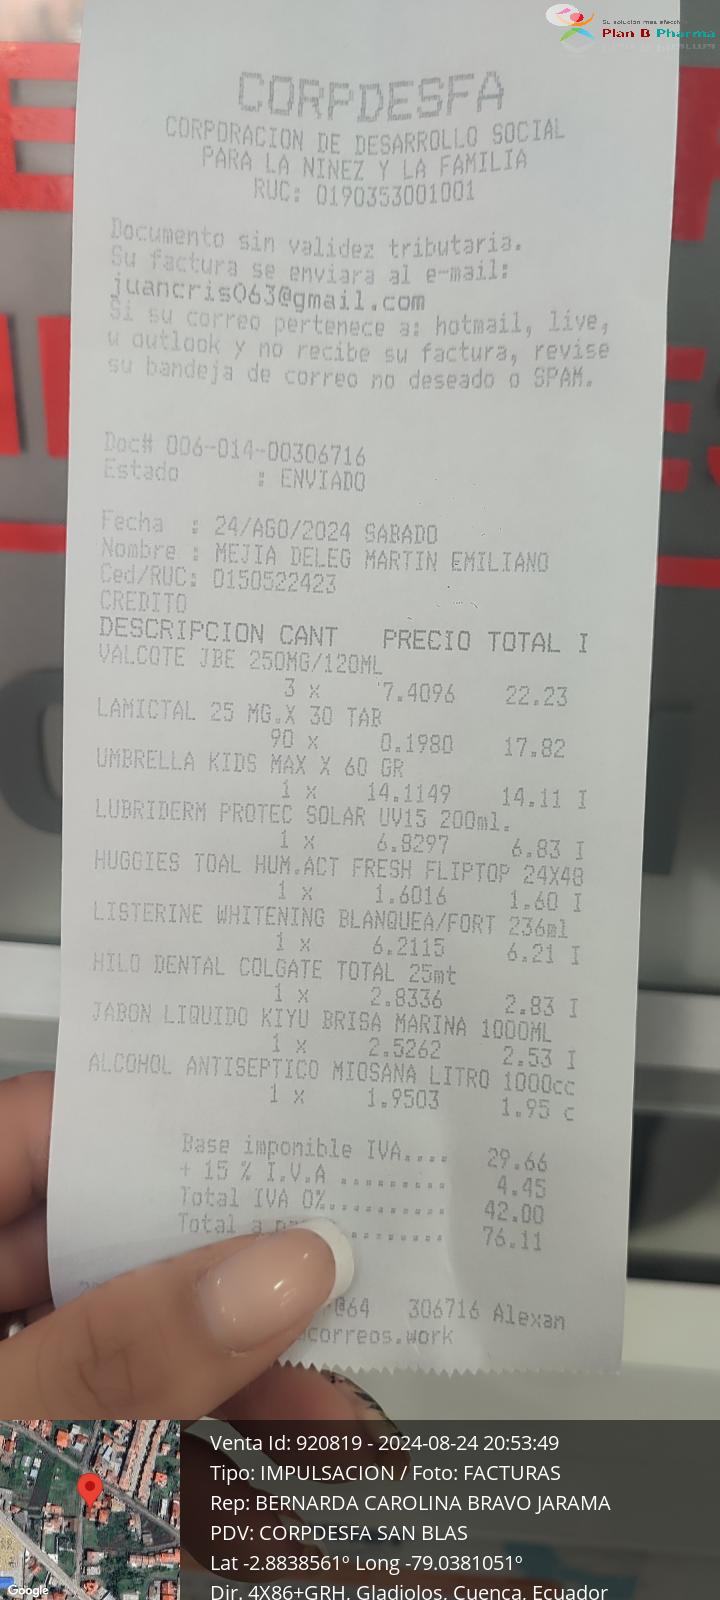 Su solución más efectiva
Plan B Pharma
CORPDESFA
CORPORACION DE DESARROLLO SOCIAL
PARA LA NINEZ Y LA FAMILIA
RUC: 0190353001001
Documento sin validez tributaria.
Su factura se enviara al e-mail:
juancris063@gmail.com
Si su correo pertenece a: hotmail, live,
u outlook y no recibe su factura, revise
su bandeja de correo no deseado o SPAM.
Doc# 006-014-00306716
Estado : ENVIADO
Fecha : 24/AGO/2024 SABADO
Nombre : MEJIA DELEG MARTIN EMILIANO
Ced/RUC: 0150522423
CREDITO
DESCRIPCION CANT PRECIO TOTAL I
VALCOTE JBE 250MG/120ML
3 x 7.4096 22.23
LAMICTAL 25 MG.X 30 TAB
90 x 0.1980 17.82
UMBRELLA KIDS MAX X 60 GR
1 x 14.1149 14.11 I
LUBRIDERM PROTEC SOLAR UV15 200ml.
1 x 6.8297 6.83 I
HUGGIES TOAL HUM.ACT FRESH FLIPTOP 24X48
1 x 1.6016 1.60 I
LISTERINE WHITENING BLANQUEA/FORT 236ml
1 x 6.2115 6.21 I
HILO DENTAL COLGATE TOTAL 25mt
1 x 2.8336 2.83 I
JABON LIQUIDO KIYU BRISA MARINA 1000ML
1 x 2.5262 2.53 I
ALCOHOL ANTISEPTICO MIOSANA LITRO 1000cc
1 x 1.9503 1.95 c
Base imponible IVA.... 29.66
+ 15 % I.V.A ......... 4.45
Total IVA 0%.......... 42.00
Total a ......... 76.11
@64 306716 Alexan
correos.work
Venta Id: 920819 - 2024-08-24 20:53:49
Tipo: IMPULSACION / Foto: FACTURAS
Rep: BERNARDA CAROLINA BRAVO JARAMA
PDV: CORPDESFA SAN BLAS
Lat -2.8838561º Long -79.0381051º
Dir. 4X86+GRH, Gladiolos, Cuenca, Ecuador
Google